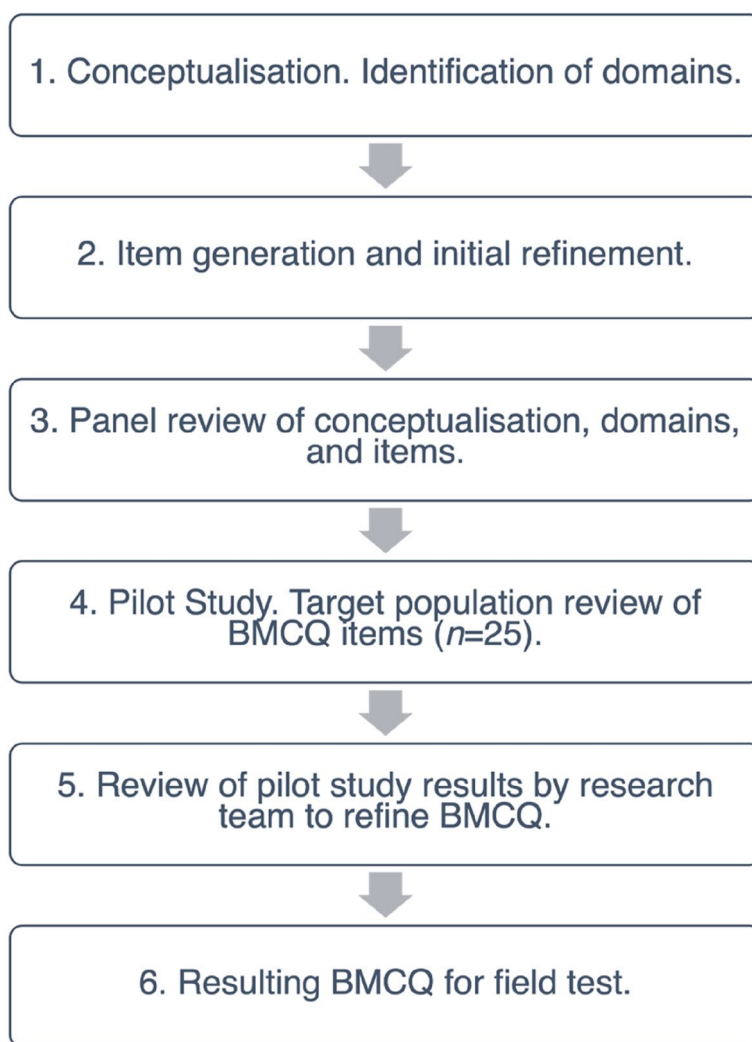 1. Conceptualisation. Identification of domains.
2. Item generation and initial refinement.
3. Panel review of conceptualisation, domains,
and items.
4. Pilot Study. Target population review of
BMCQ items (n=25).
5. Review of pilot study results by research
team to refine BMCQ.
6. Resulting BMCQ for field test.